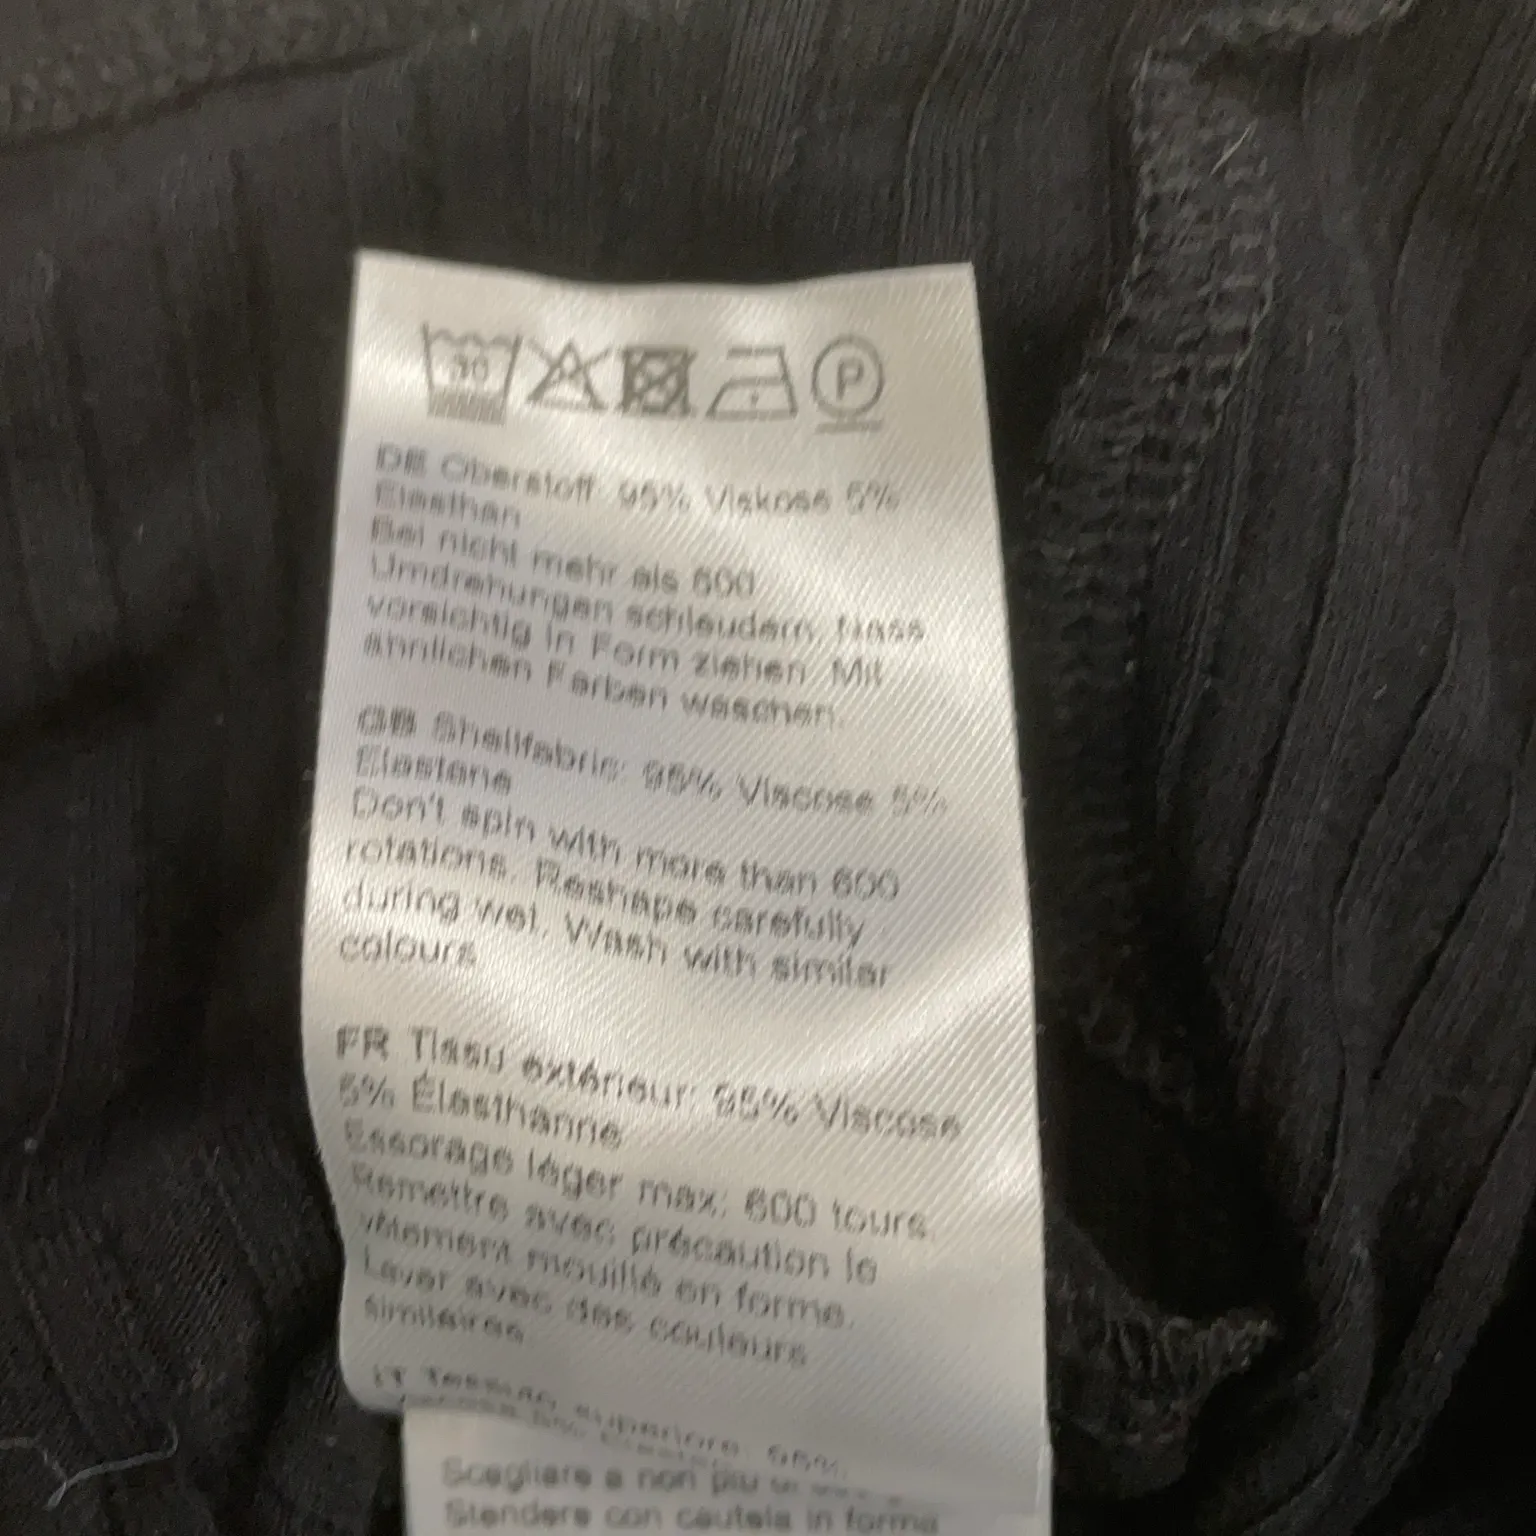 30
P
DE Oberstoff: 95% Viskose 5%
Elasthan
Bei nicht mehr als 600
Umdrehungen schleudern. Nass
vorsichtig in Form ziehen. Mit
ähnlichen Farben waschen.
GB Shellfabric: 95% Viscose 5%
Elastane
Don't spin with more than 600
rotations. Reshape carefully
during wet. Wash with similar
colours
FR Tissu extérieur: 95% Viscose
5% Élasthanne
Essorage léger max: 600 tours.
Remettre avec précaution le
vêtement mouillé en forme.
Laver avec des couleurs
similaires
IT Tessuto superiore: 95%
Scegliere a non più
Stendere con cautela in forma